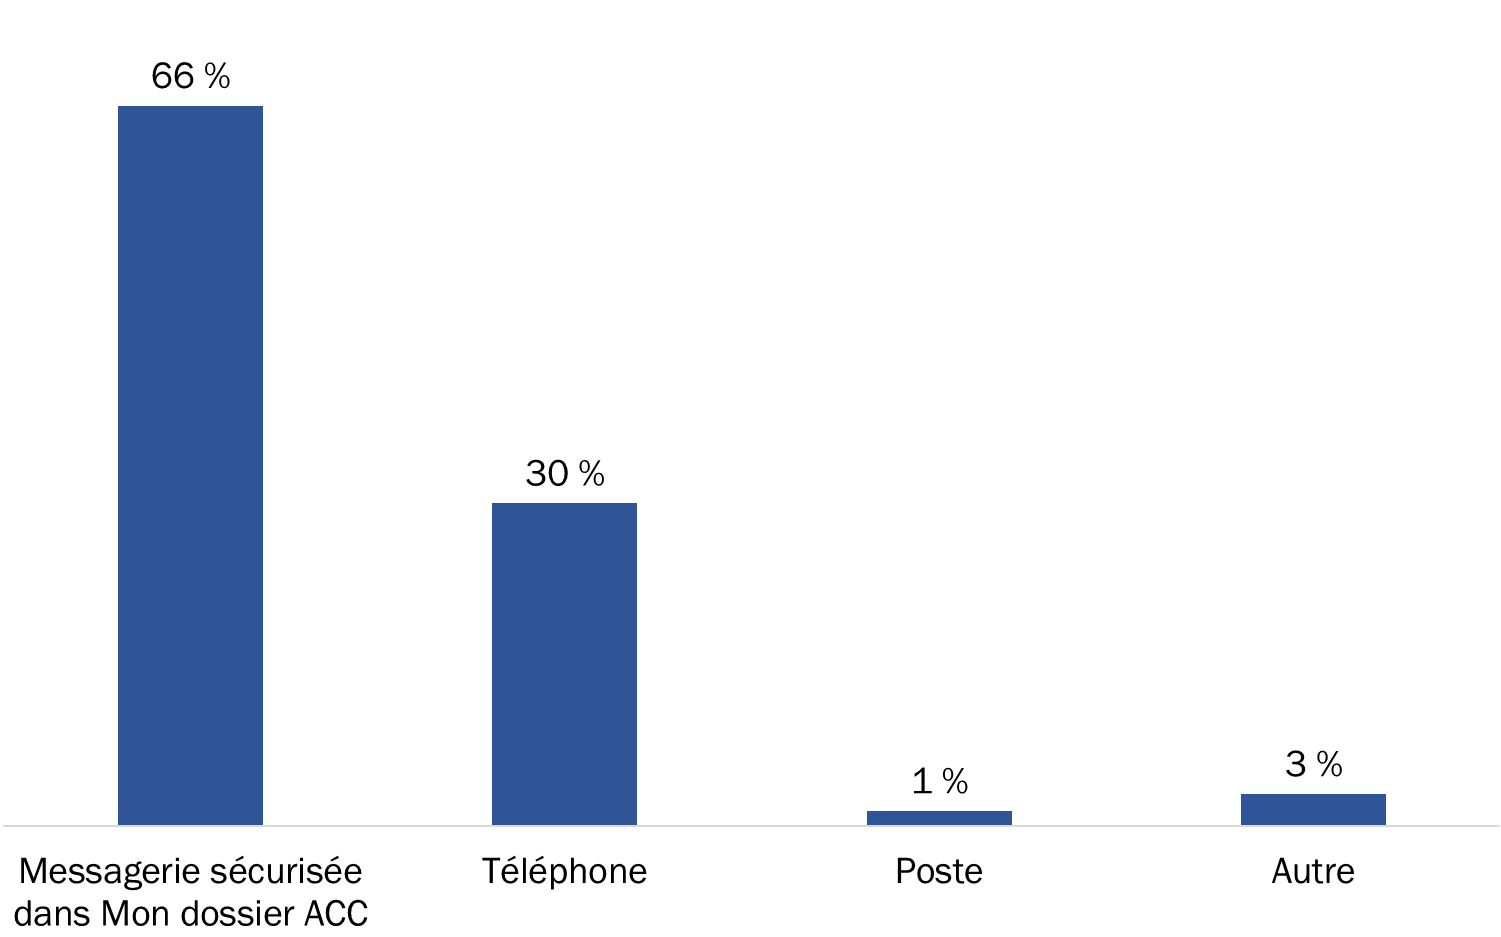 66 %
30 %
1 %
3 %
Messagerie sécurisée
dans Mon dossier ACC
Téléphone
Poste
Autre